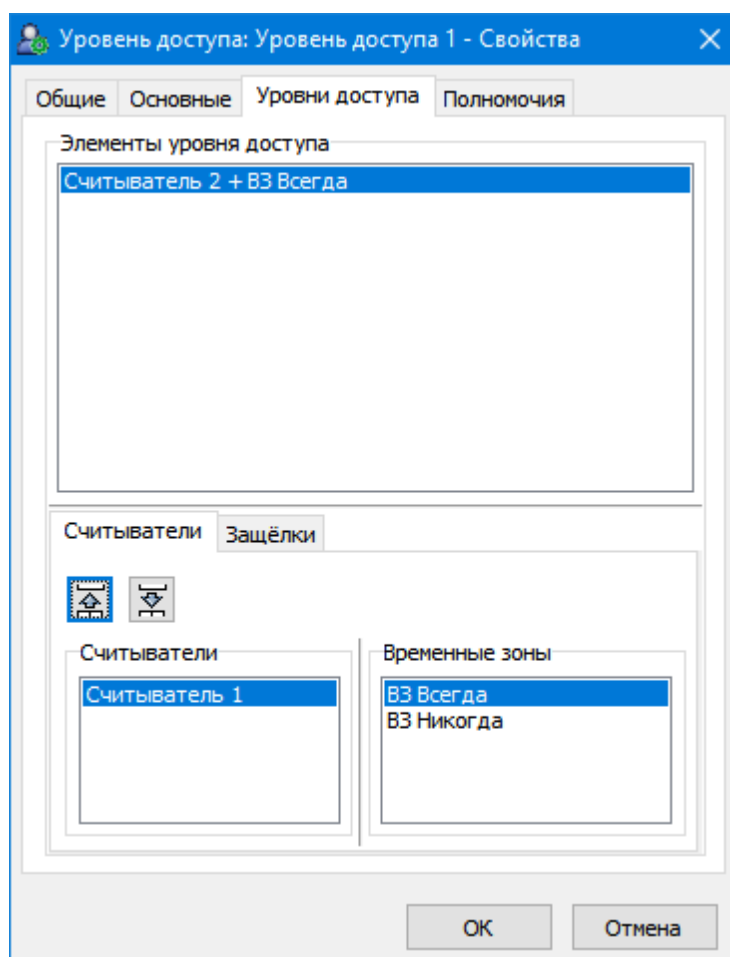 Уровень доступа: Уровень доступа 1 - Свойства
Общие Основные Уровни доступа Полномочия
Элементы уровня доступа
Считыватель 2 + ВЗ Всегда
Считыватели Защёлки
Считыватели
Считыватель 1
Временные зоны
ВЗ Всегда
ВЗ Никогда
ОК Отмена